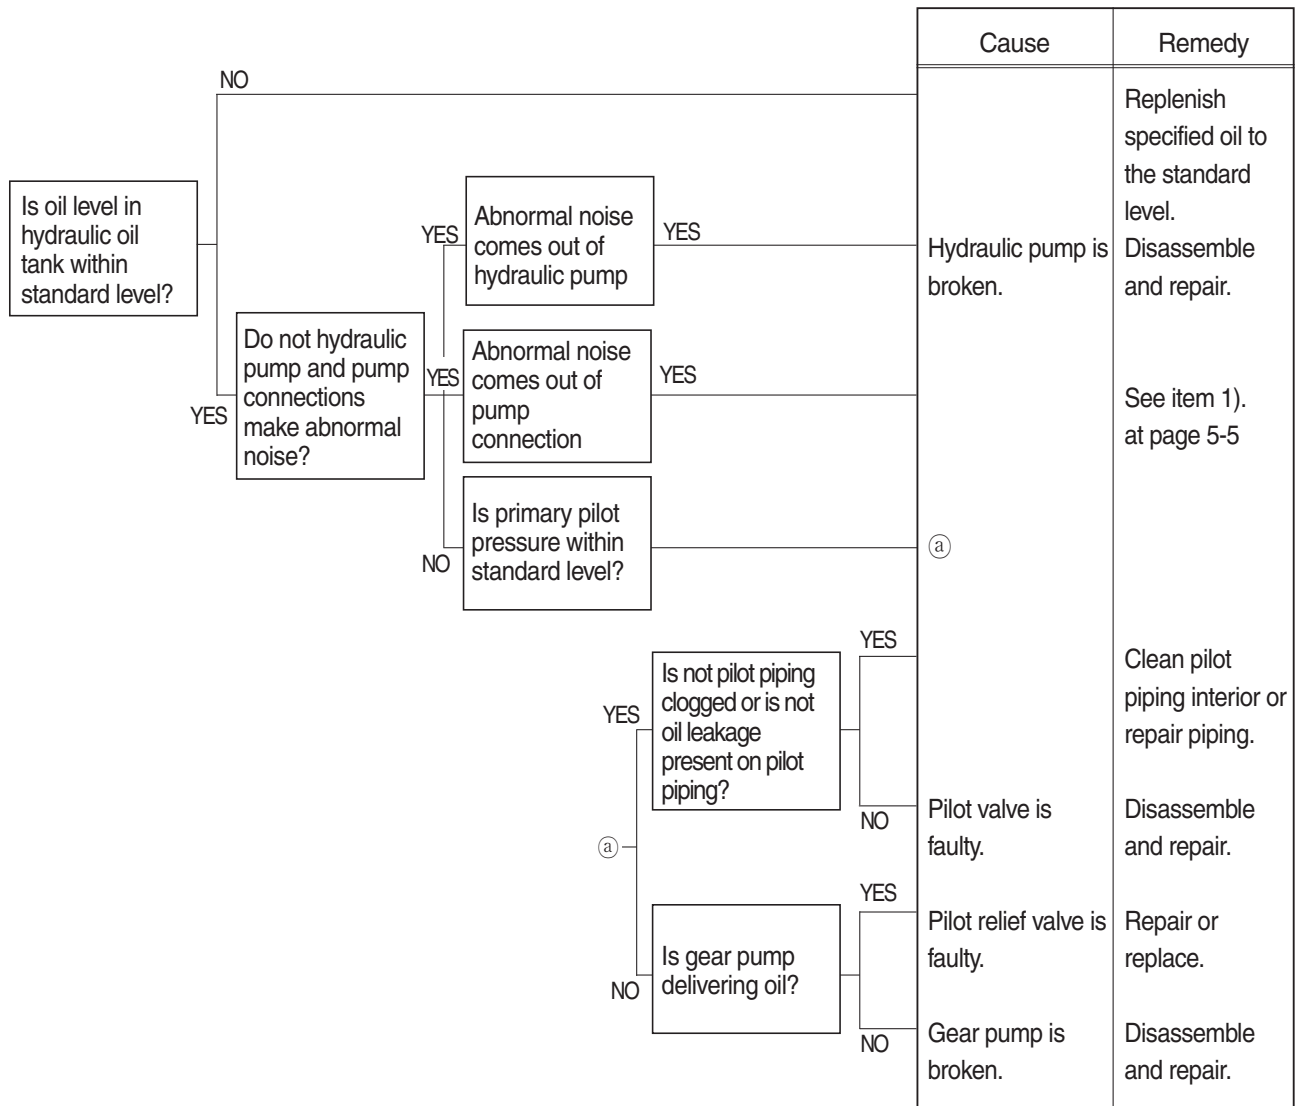 Cause
Remedy
NO
Replenish
specified oil to
the standard
level.
Is oil level in
hydraulic oil
tank within
standard level?
YES
Abnormal noise
comes out of
hydraulic pump
YES
Hydraulic pump is
broken.
Disassemble
and repair.
YES
Do not hydraulic
pump and pump
connections
make abnormal
noise?
YES
Abnormal noise
comes out of
pump
connection
YES
See item 1).
at page 5-5
NO
Is primary pilot
pressure within
standard level?
ⓐ
ⓐ
YES
Is not pilot piping
clogged or is not
oil leakage
present on pilot
piping?
YES
Clean pilot
piping interior or
repair piping.
NO
Pilot valve is
faulty.
Disassemble
and repair.
NO
Is gear pump
delivering oil?
YES
Pilot relief valve is
faulty.
Repair or
replace.
NO
Gear pump is
broken.
Disassemble
and repair.